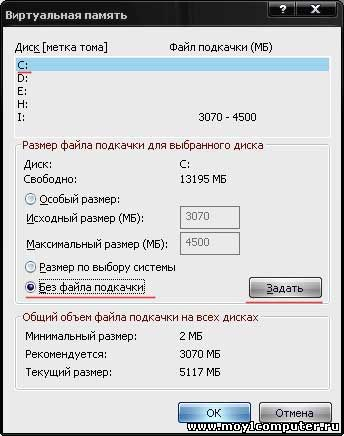 Виртуальная память
Диск [метка тома] Файл подкачки (МБ)
C:
D:
E:
H:
I: 3070 - 4500
Размер файла подкачки для выбранного диска
Диск: C:
Свободно: 13195 МБ
Особый размер:
Исходный размер (МБ): 3070
Максимальный размер (МБ): 4500
Размер по выбору системы
Без файла подкачки Задать
Общий объем файла подкачки на всех дисках
Минимальный размер: 2 МБ
Рекомендуется: 3070 МБ
Текущий размер: 5117 МБ
OK Отмена
www.moy1computer.ru